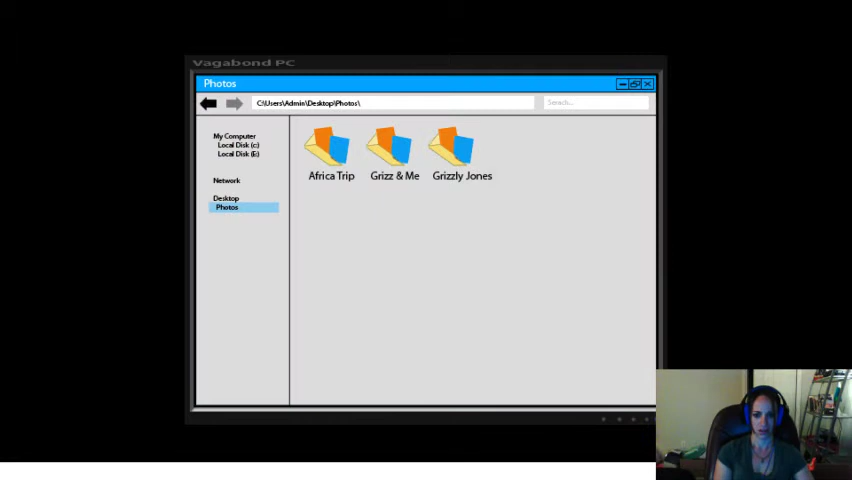 Vagabond PC
Photos
C:\Users\Admin\Desktop\Photos\
Search...
My Computer
Local Disk (c:)
Local Disk (E:)
Network
Desktop
Photos
Africa Trip
Grizz & Me
Grizzly Jones